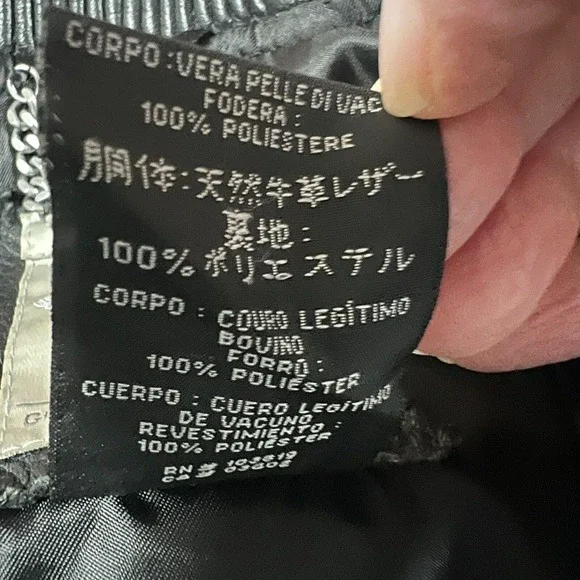 CORPO : VERA PELLE DI VAC
FODERA :
100% POLIESTERE
胴体:天然牛革レザー
裏地:
100% ポリエステル
CORPO : COURO LEGÍTIMO
BOVINO
FORRO :
100% POLIÉSTER
CUERPO : CUERO LEGÍTIMO
DE VACUNO
REVESTIMIENTO :
100% POLIÉSTER
RN #
CA #